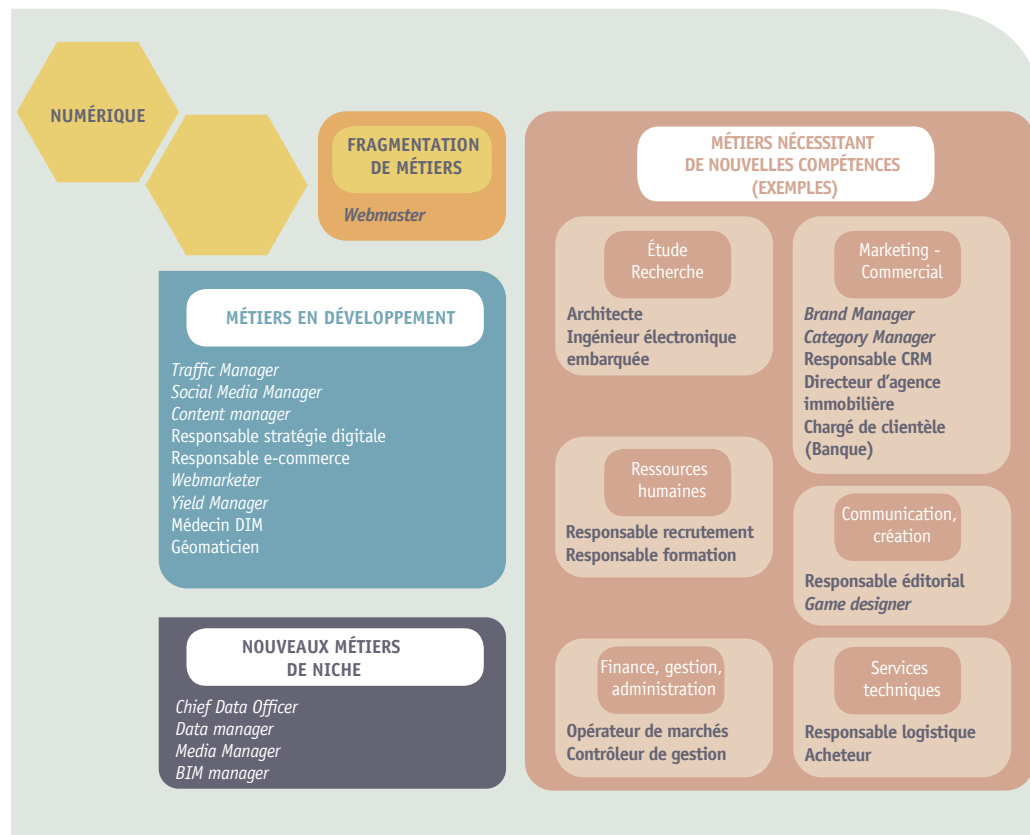 NUMÉRIQUE
FRAGMENTATION
DE MÉTIERS
Webmaster
MÉTIERS EN DÉVELOPPEMENT
Traffic Manager
Social Media Manager
Content manager
Responsable stratégie digitale
Responsable e-commerce
Webmarketer
Yield Manager
Médecin DIM
Géomaticien
NOUVEAUX MÉTIERS
DE NICHE
Chief Data Officer
Data manager
Media Manager
BIM manager
MÉTIERS NÉCESSITANT
DE NOUVELLES COMPÉTENCES
(EXEMPLES)
Étude
Recherche
Architecte
Ingénieur électronique
embarquée
Marketing -
Commercial
Brand Manager
Category Manager
Responsable CRM
Directeur d'agence
immobilière
Chargé de clientèle
(Banque)
Ressources
humaines
Responsable recrutement
Responsable formation
Communication,
création
Responsable éditorial
Game designer
Finance, gestion,
administration
Opérateur de marchés
Contrôleur de gestion
Services
techniques
Responsable logistique
Acheteur